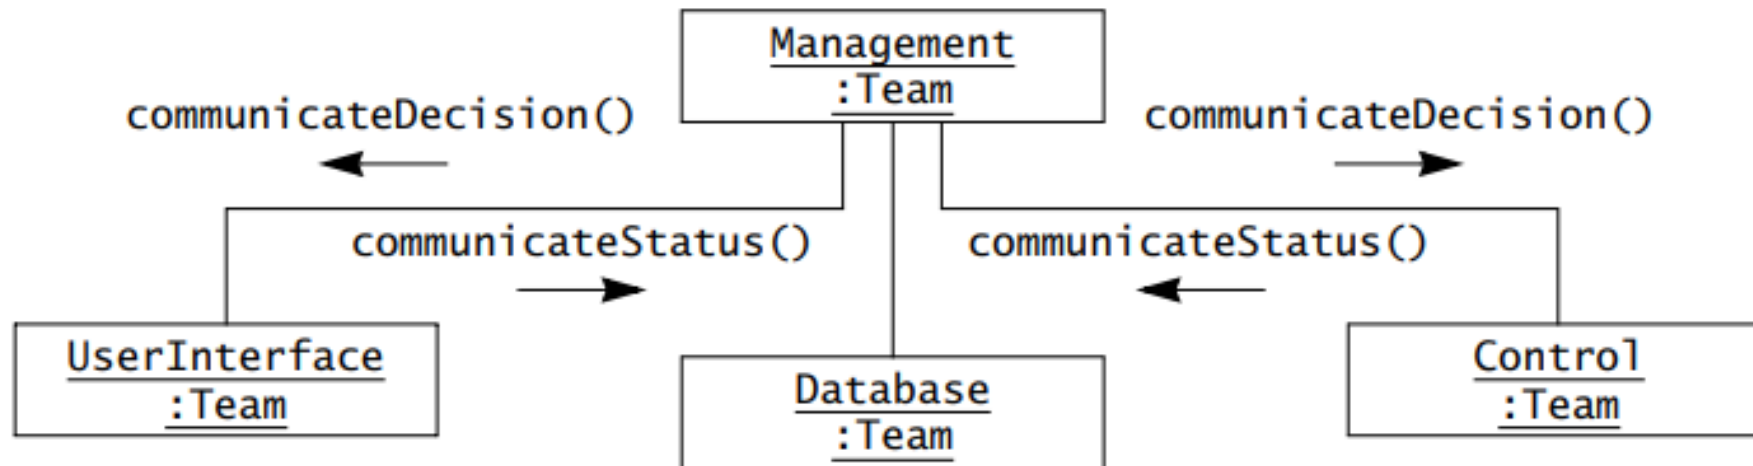 Management
:Team
communicateDecision()
communicateDecision()
communicateStatus()
communicateStatus()
UserInterface
:Team
Database
:Team
Control
:Team